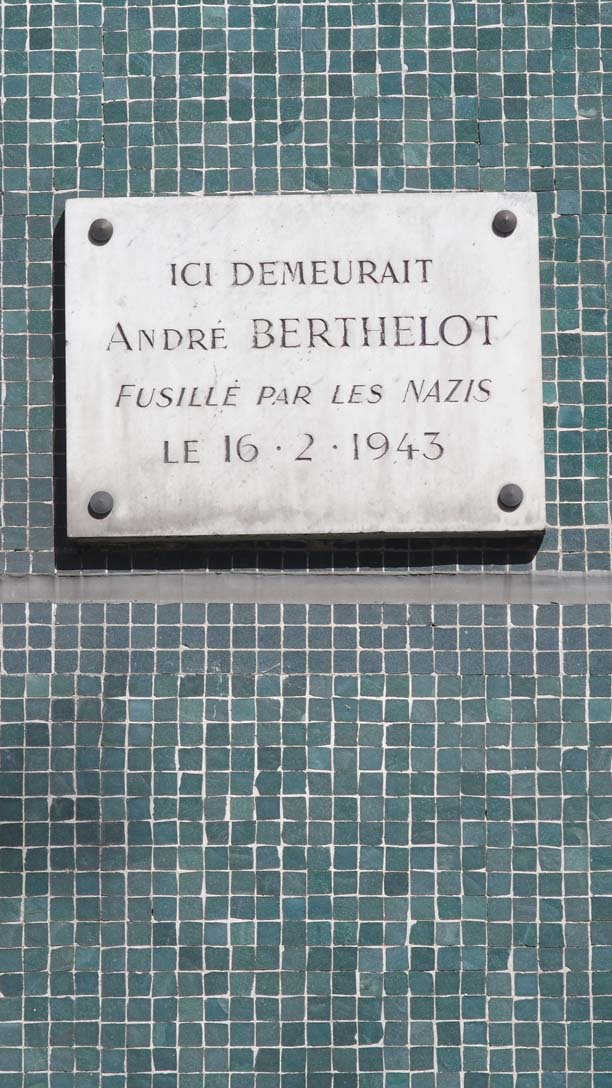 ICI DEMEURAIT
ANDRÉ BERTHELOT
FUSILLÉ PAR LES NAZIS
LE 16·2·1943